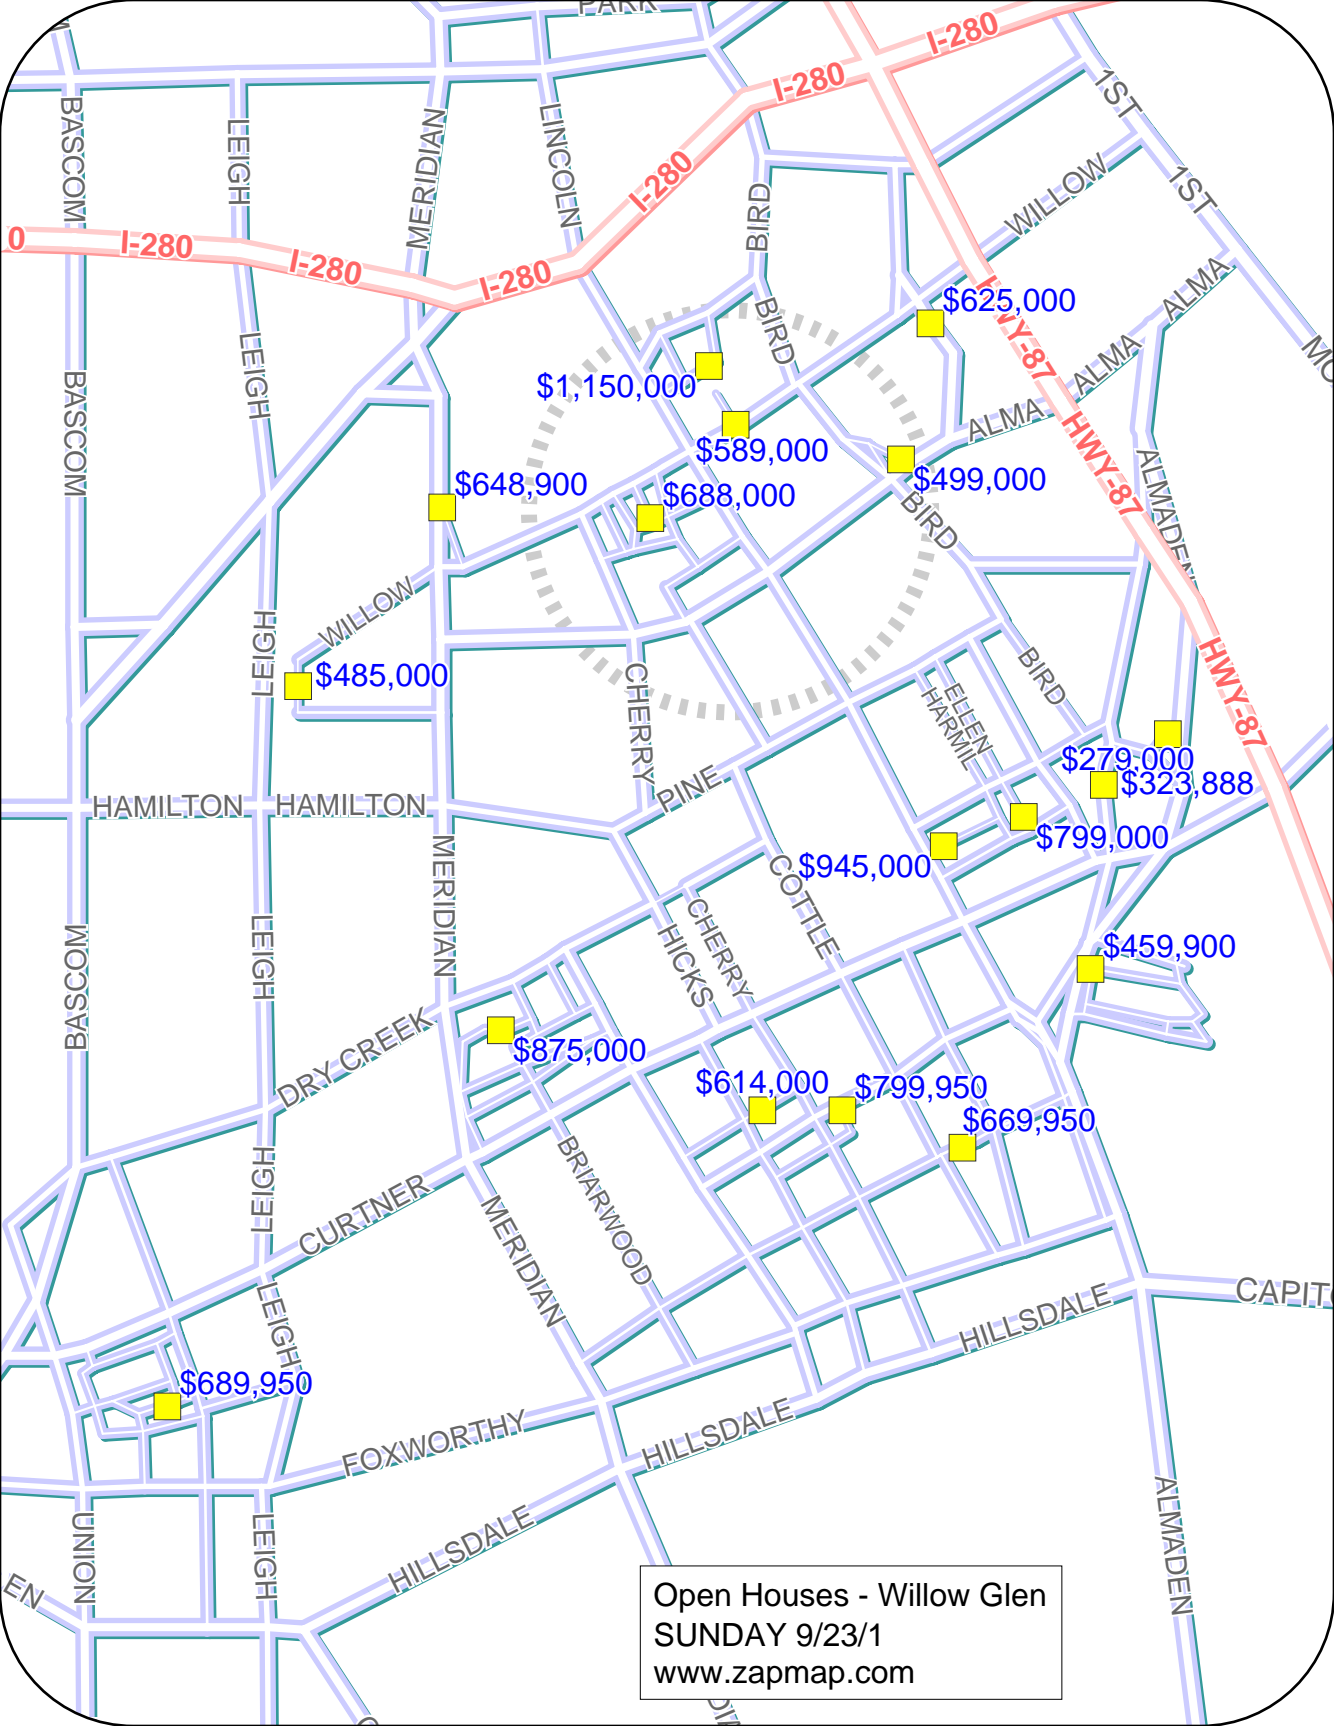 PARK
I-280
I-280
1ST
BASCOM
LEIGH
MERIDIAN
LINCOLN
I-280
BIRD
WILLOW
1ST
0
I-280
I-280
I-280
ALMA
HWY-87
$625,000
BIRD
LEIGH
ALMA
$1,150,000
BASCOM
ALMA
$589,000
HWY-87
$648,900
$499,000
$688,000
ALMADEN
BIRD
WILLOW
LEIGH
$485,000
CHERRY
BIRD
HWY-87
ELLEN
HARMIL
$279,000
$323,888
PINE
HAMILTON
HAMILTON
$799,000
$945,000
MERIDIAN
COTTLE
CHERRY
HICKS
$459,900
BASCOM
LEIGH
DRY CREEK
$875,000
$614,000
$799,950
$669,950
LEIGH
BRIARWOOD
CURTNER
MERIDIAN
LEIGH
CAPITO
HILLSDALE
$689,950
FOXWORTHY
HILLSDALE
UNION
LEIGH
HILLSDALE
ALMADEN
EN
Open Houses - Willow Glen
SUNDAY 9/23/1
www.zapmap.com